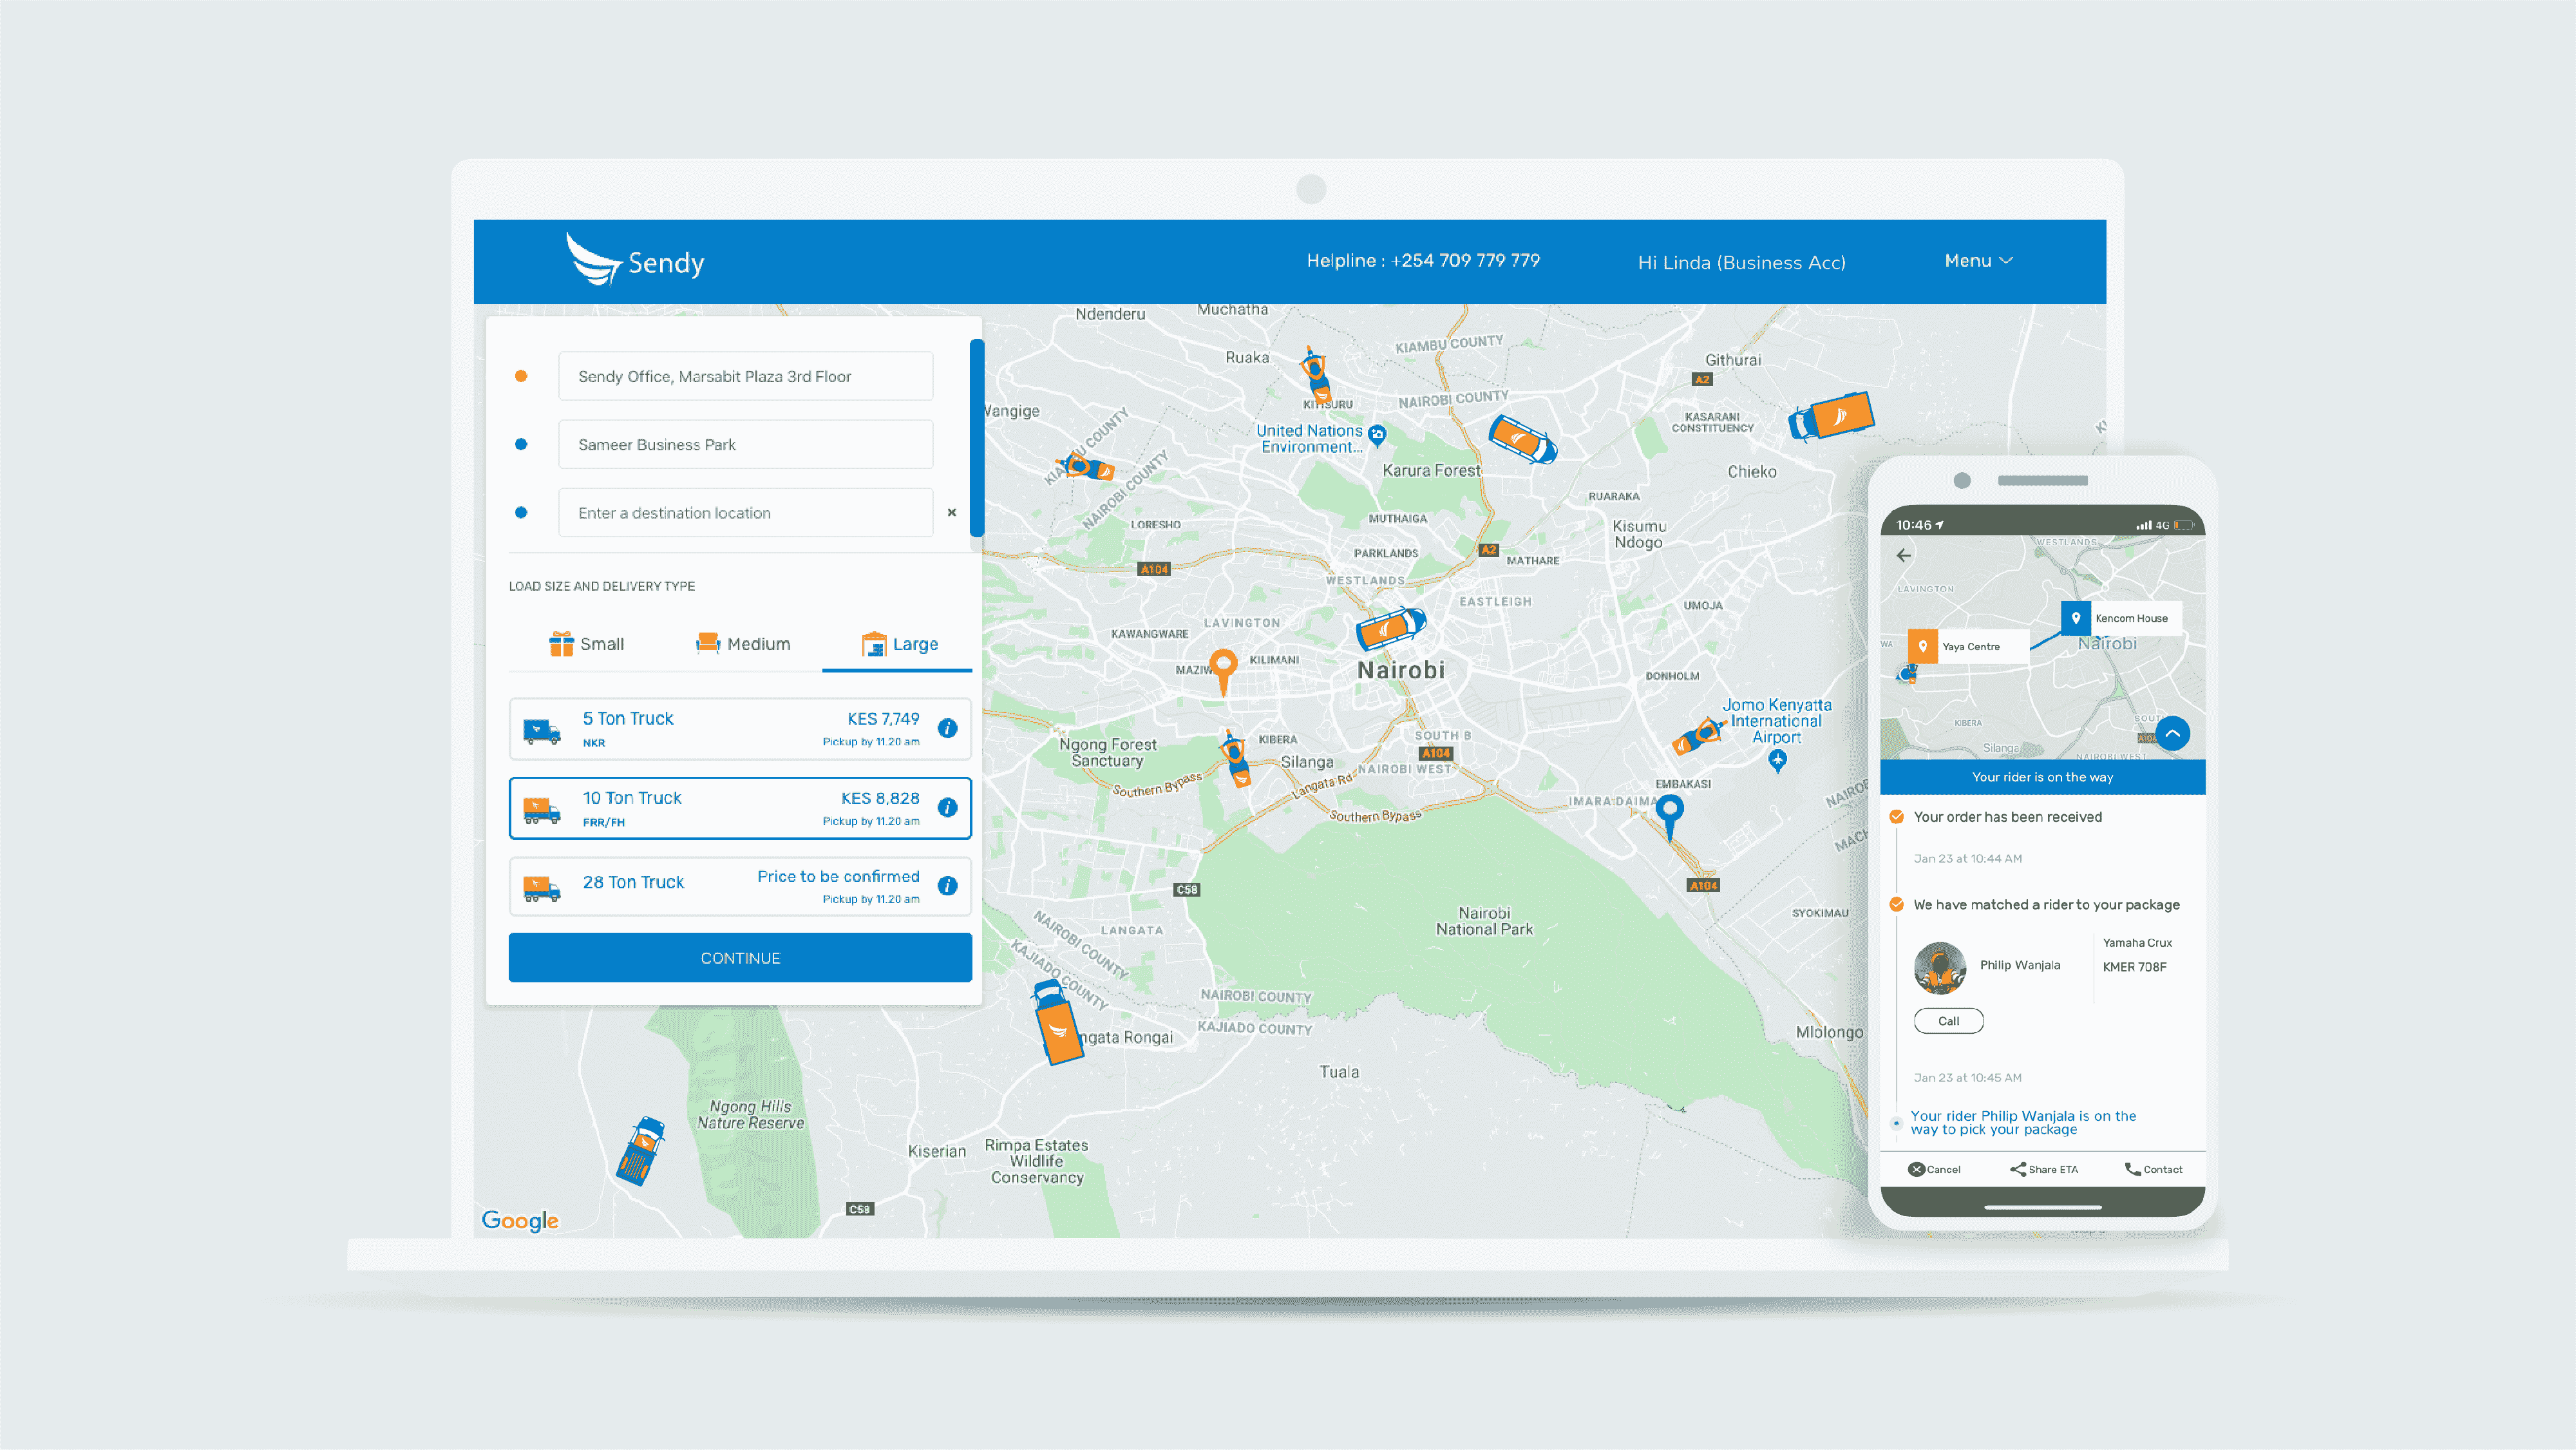 Sendy
Helpline : +254 709 779 779
Hi Linda (Business Acc)
Menu
Sendy Office, Marsabit Plaza 3rd Floor
Sameer Business Park
Enter a destination location
LOAD SIZE AND DELIVERY TYPE
Small
Medium
Large
5 Ton Truck
KES 7,749
NKR
Pickup by 11.20 am
10 Ton Truck
KES 8,828
FRR/FH
Pickup by 11.20 am
28 Ton Truck
Price to be confirmed
Pickup by 11.20 am
CONTINUE
Ndenderu
Muchatha
Ruaka
KIAMBU COUNTY
Githurai
A2
KITISURU
NAIROBI COUNTY
Wangige
KIAMBU COUNTY
NAIROBI COUNTY
United Nations
Environment...
KASARANI
CONSTITUENCY
Karura Forest
Chieko
RUARAKA
LORESHO
MUTHAIGA
Kisumu
Ndogo
PARKLANDS
A2
MATHARE
A104
WESTLANDS
EASTLEIGH
UMOJA
LAVINGTON
KAWANGWARE
KILIMANI
MAZIW
Nairobi
DONHOLM
Jomo Kenyatta
International
Airport
Ngong Forest
Sanctuary
KIBERA
SOUTH B
A104
Silanga
NAIROBI WEST
Southern Bypass
Langata Rd
EMBAKASI
IMARA DAIMA
NAIROB
Southern Bypass
MACH
C58
A104
Nairobi
National Park
SYOKIMAU
NAIROBI COUNTY
LANGATA
KAJIADO COUNTY
NAIROBI COUNTY
KAJIADO COUNTY
ngata Rongai
Mlolongo
Tuala
Ngong Hills
Nature Reserve
Kiserian
Rimpa Estates
Wildlife
Conservancy
C58
Google
10:46
4G
WESTLANDS
LAVINGTON
Kencom House
WA
Yaya Centre
Nairobi
KIBERA
SOUT
Silanga
A104
NAIROBI WEST
Your rider is on the way
Your order has been received
Jan 23 at 10:44 AM
We have matched a rider to your package
Philip Wanjala
Yamaha Crux
KMER 708F
Call
Jan 23 at 10:45 AM
Your rider Philip Wanjala is on the
way to pick your package
Cancel
Share ETA
Contact